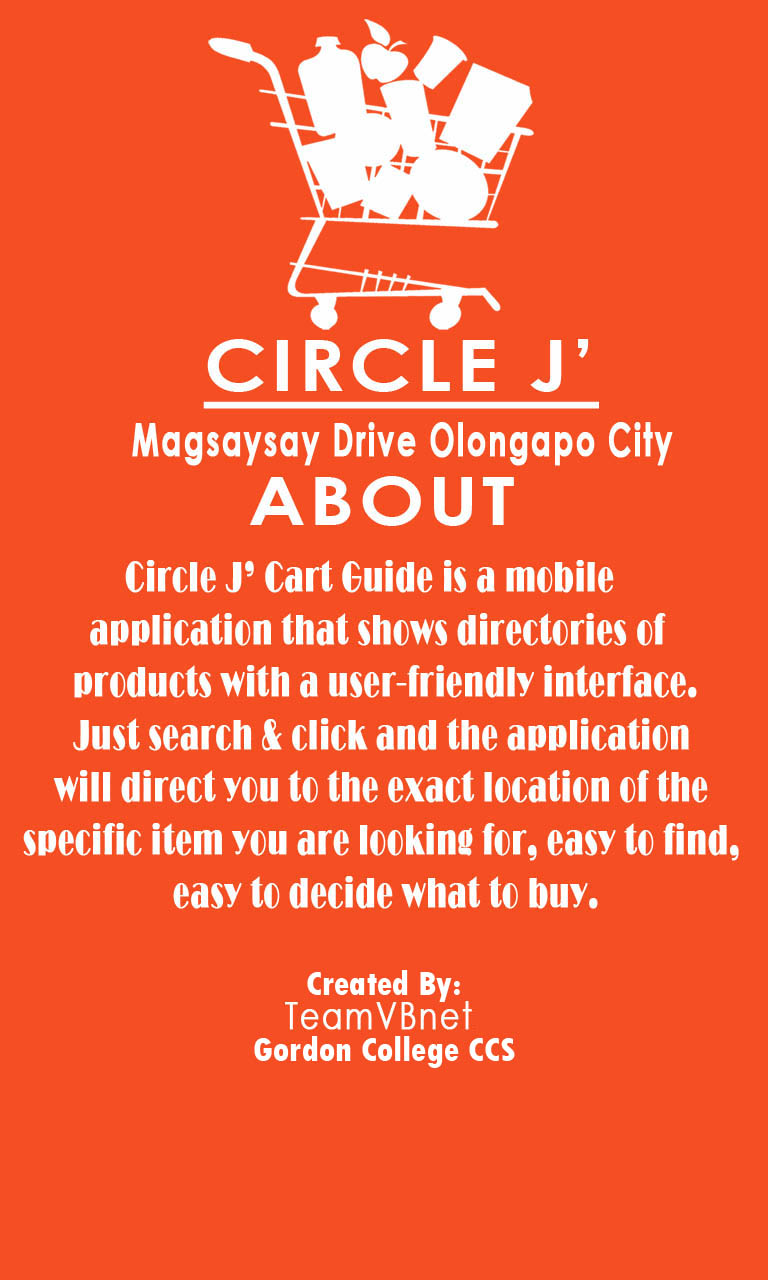 CIRCLE J’
Magsaysay Drive Olongapo City
ABOUT
Circle J’ Cart Guide is a mobile
application that shows directories of
products with a user-friendly interface.
Just search & click and the application
will direct you to the exact location of the
specific item you are looking for, easy to find,
easy to decide what to buy.
Created By:
TeamVBnet
Gordon College CCS